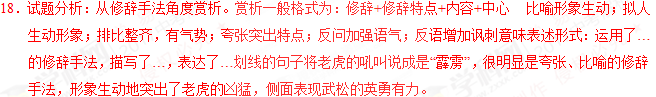 18．试题分析：从修辞手法角度赏析。赏析一般格式为：修辞+修辞特点+内容+中心　比喻形象生动；拟人
生动形象；排比整齐，有气势；夸张突出特点；反问加强语气；反语增加讽刺意味表述形式：运用了…
的修辞手法，描写了…，表达了…划线的句子将老虎的吼叫说成是“霹雳”，很明显是夸张、比喻的修辞
手法，形象生动地突出了老虎的凶猛，侧面表现武松的英勇有力。